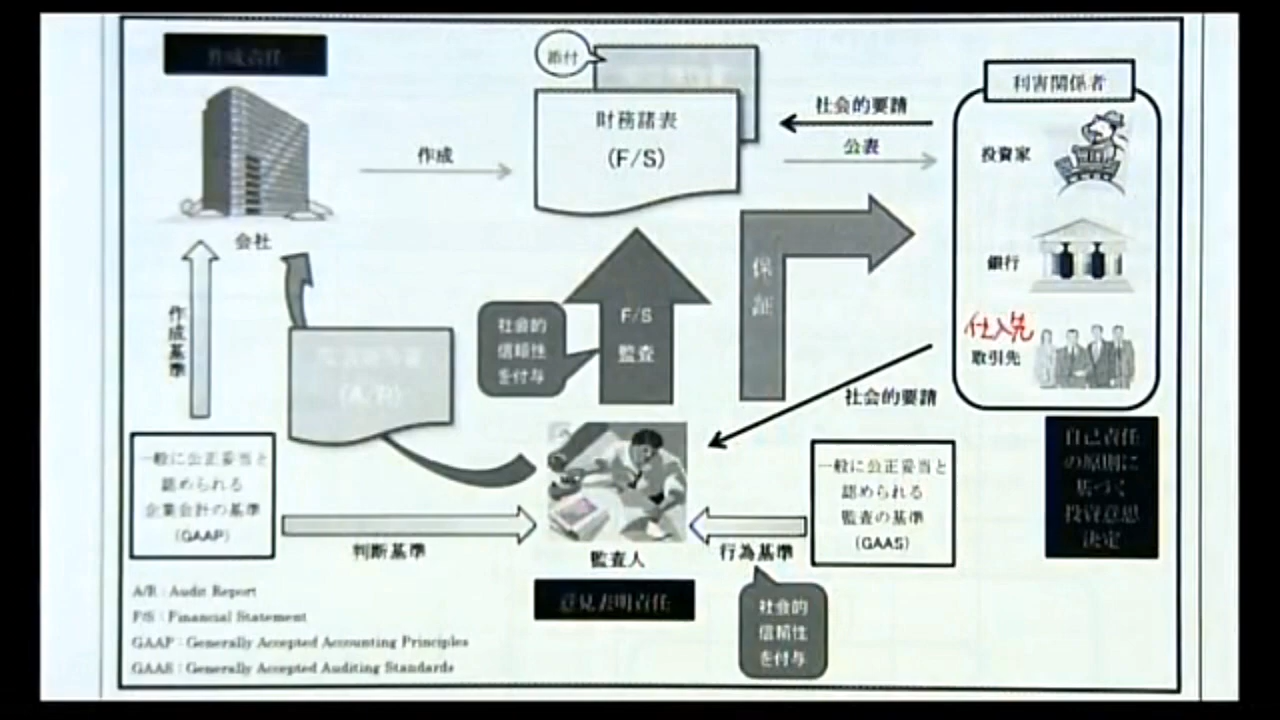 作成責任
添付
財務諸表
(F/S)
社会的要請
公表
利害関係者
投資家
銀行
仕入先
取引先
作成
会社
作成基準
(A/R)
社会的
信頼性
を付与
F/S
監査
保証
社会的要請
一般に公正妥当と
認められる
企業会計の基準
(GAAP)
判断基準
監査人
行為基準
一般に公正妥当と
認められる
監査の基準
(GAAS)
自己責任
の原則に
基づく
投資意思
決定
意見表明責任
社会的
信頼性
を付与
A/R：Audit Report
F/S：Financial Statement
GAAP：Generally Accepted Accounting Principles
GAAS：Generally Accepted Auditing Standards